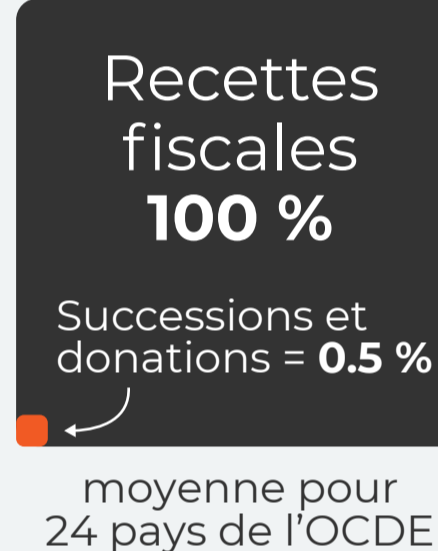 Recettes
fiscales
100 %
Successions et
donations = 0.5 %
moyenne pour
24 pays de l'OCDE